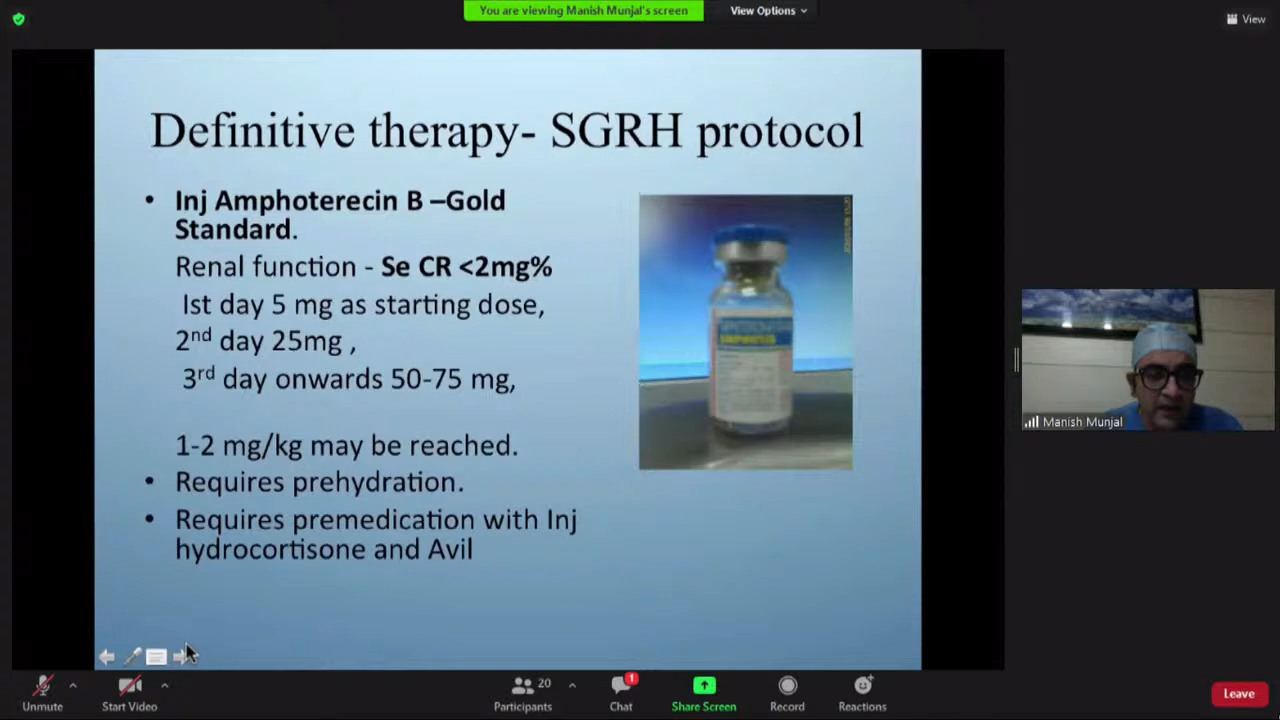 You are viewing Manish Munjal's screen
View Options
View
Definitive therapy- SGRH protocol
• Inj Amphoterecin B –Gold
Standard.
Renal function - Se CR <2mg%
Ist day 5 mg as starting dose,
2nd day 25mg ,
3rd day onwards 50-75 mg,
1-2 mg/kg may be reached.
• Requires prehydration.
• Requires premedication with Inj
hydrocortisone and Avil
Manish Munjal
Unmute
Start Video
20
Participants
1
Chat
Share Screen
Record
Reactions
Leave